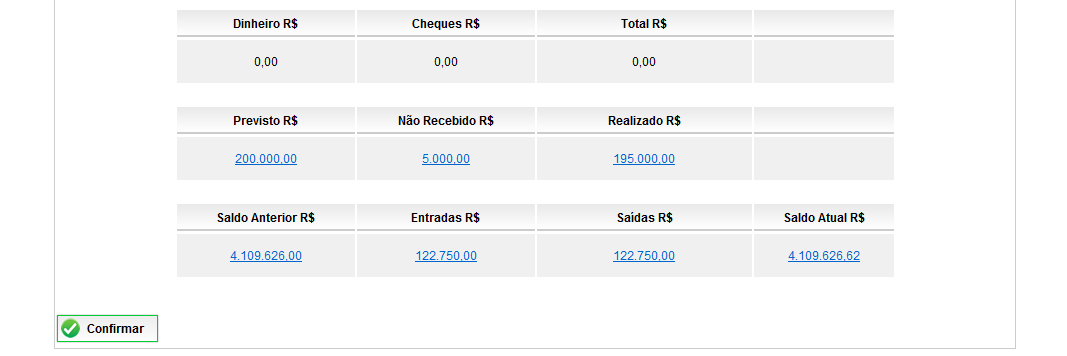 Dinheiro R$ Cheques R$ Total R$
0,00 0,00 0,00
Previsto R$ Não Recebido R$ Realizado R$
200.000,00 5.000,00 195.000,00
Saldo Anterior R$ Entradas R$ Saídas R$ Saldo Atual R$
4.109.626,00 122.750,00 122.750,00 4.109.626,62
Confirmar